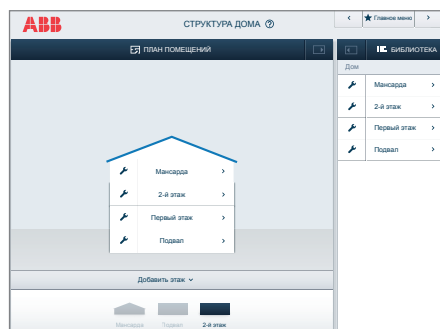 ABB
СТРУКТУРА ДОМА ?
Главное меню
ПЛАН ПОМЕЩЕНИЙ
БИБЛИОТЕКА
Дом
Мансарда
2-й этаж
Первый этаж
Подвал
Мансарда
2-й этаж
Первый этаж
Подвал
Добавить этаж
Мансарда
Подвал
2-й этаж